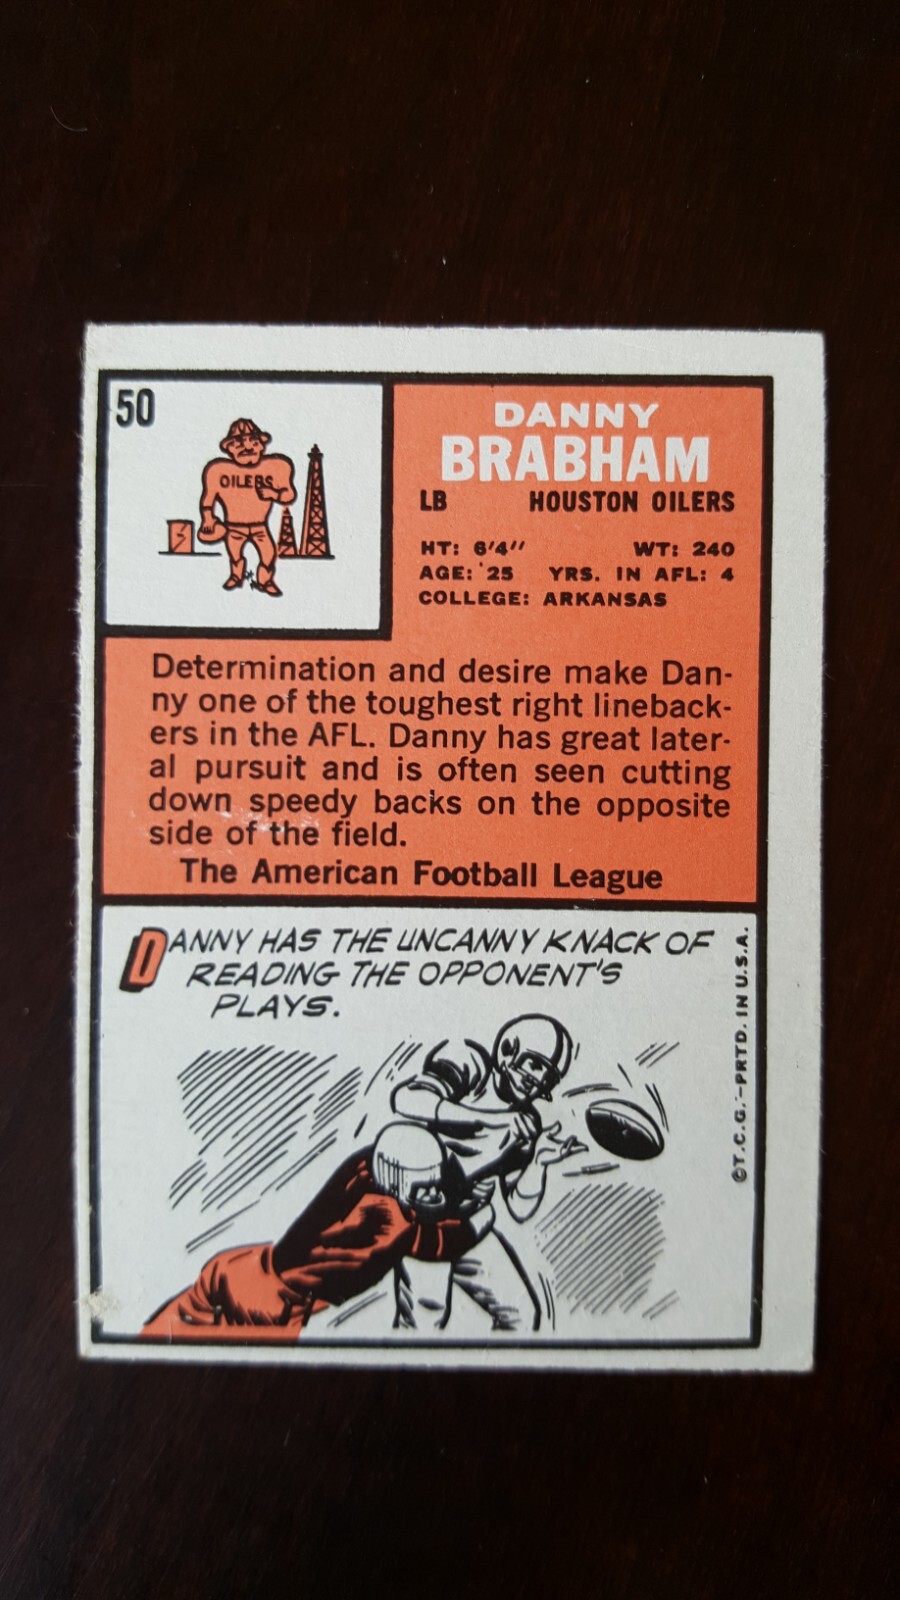 50
OILERS
DANNY
BRABHAM
LB HOUSTON OILERS
HT: 6'4" WT: 240
AGE: 25 YRS. IN AFL: 4
COLLEGE: ARKANSAS
Determination and desire make Dan-
ny one of the toughest right lineback-
ers in the AFL. Danny has great later-
al pursuit and is often seen cutting
down speedy backs on the opposite
side of the field.
The American Football League
DANNY HAS THE UNCANNY KNACK OF
READING THE OPPONENT'S
PLAYS.
©T.C.G.-PRTD. IN U.S.A.